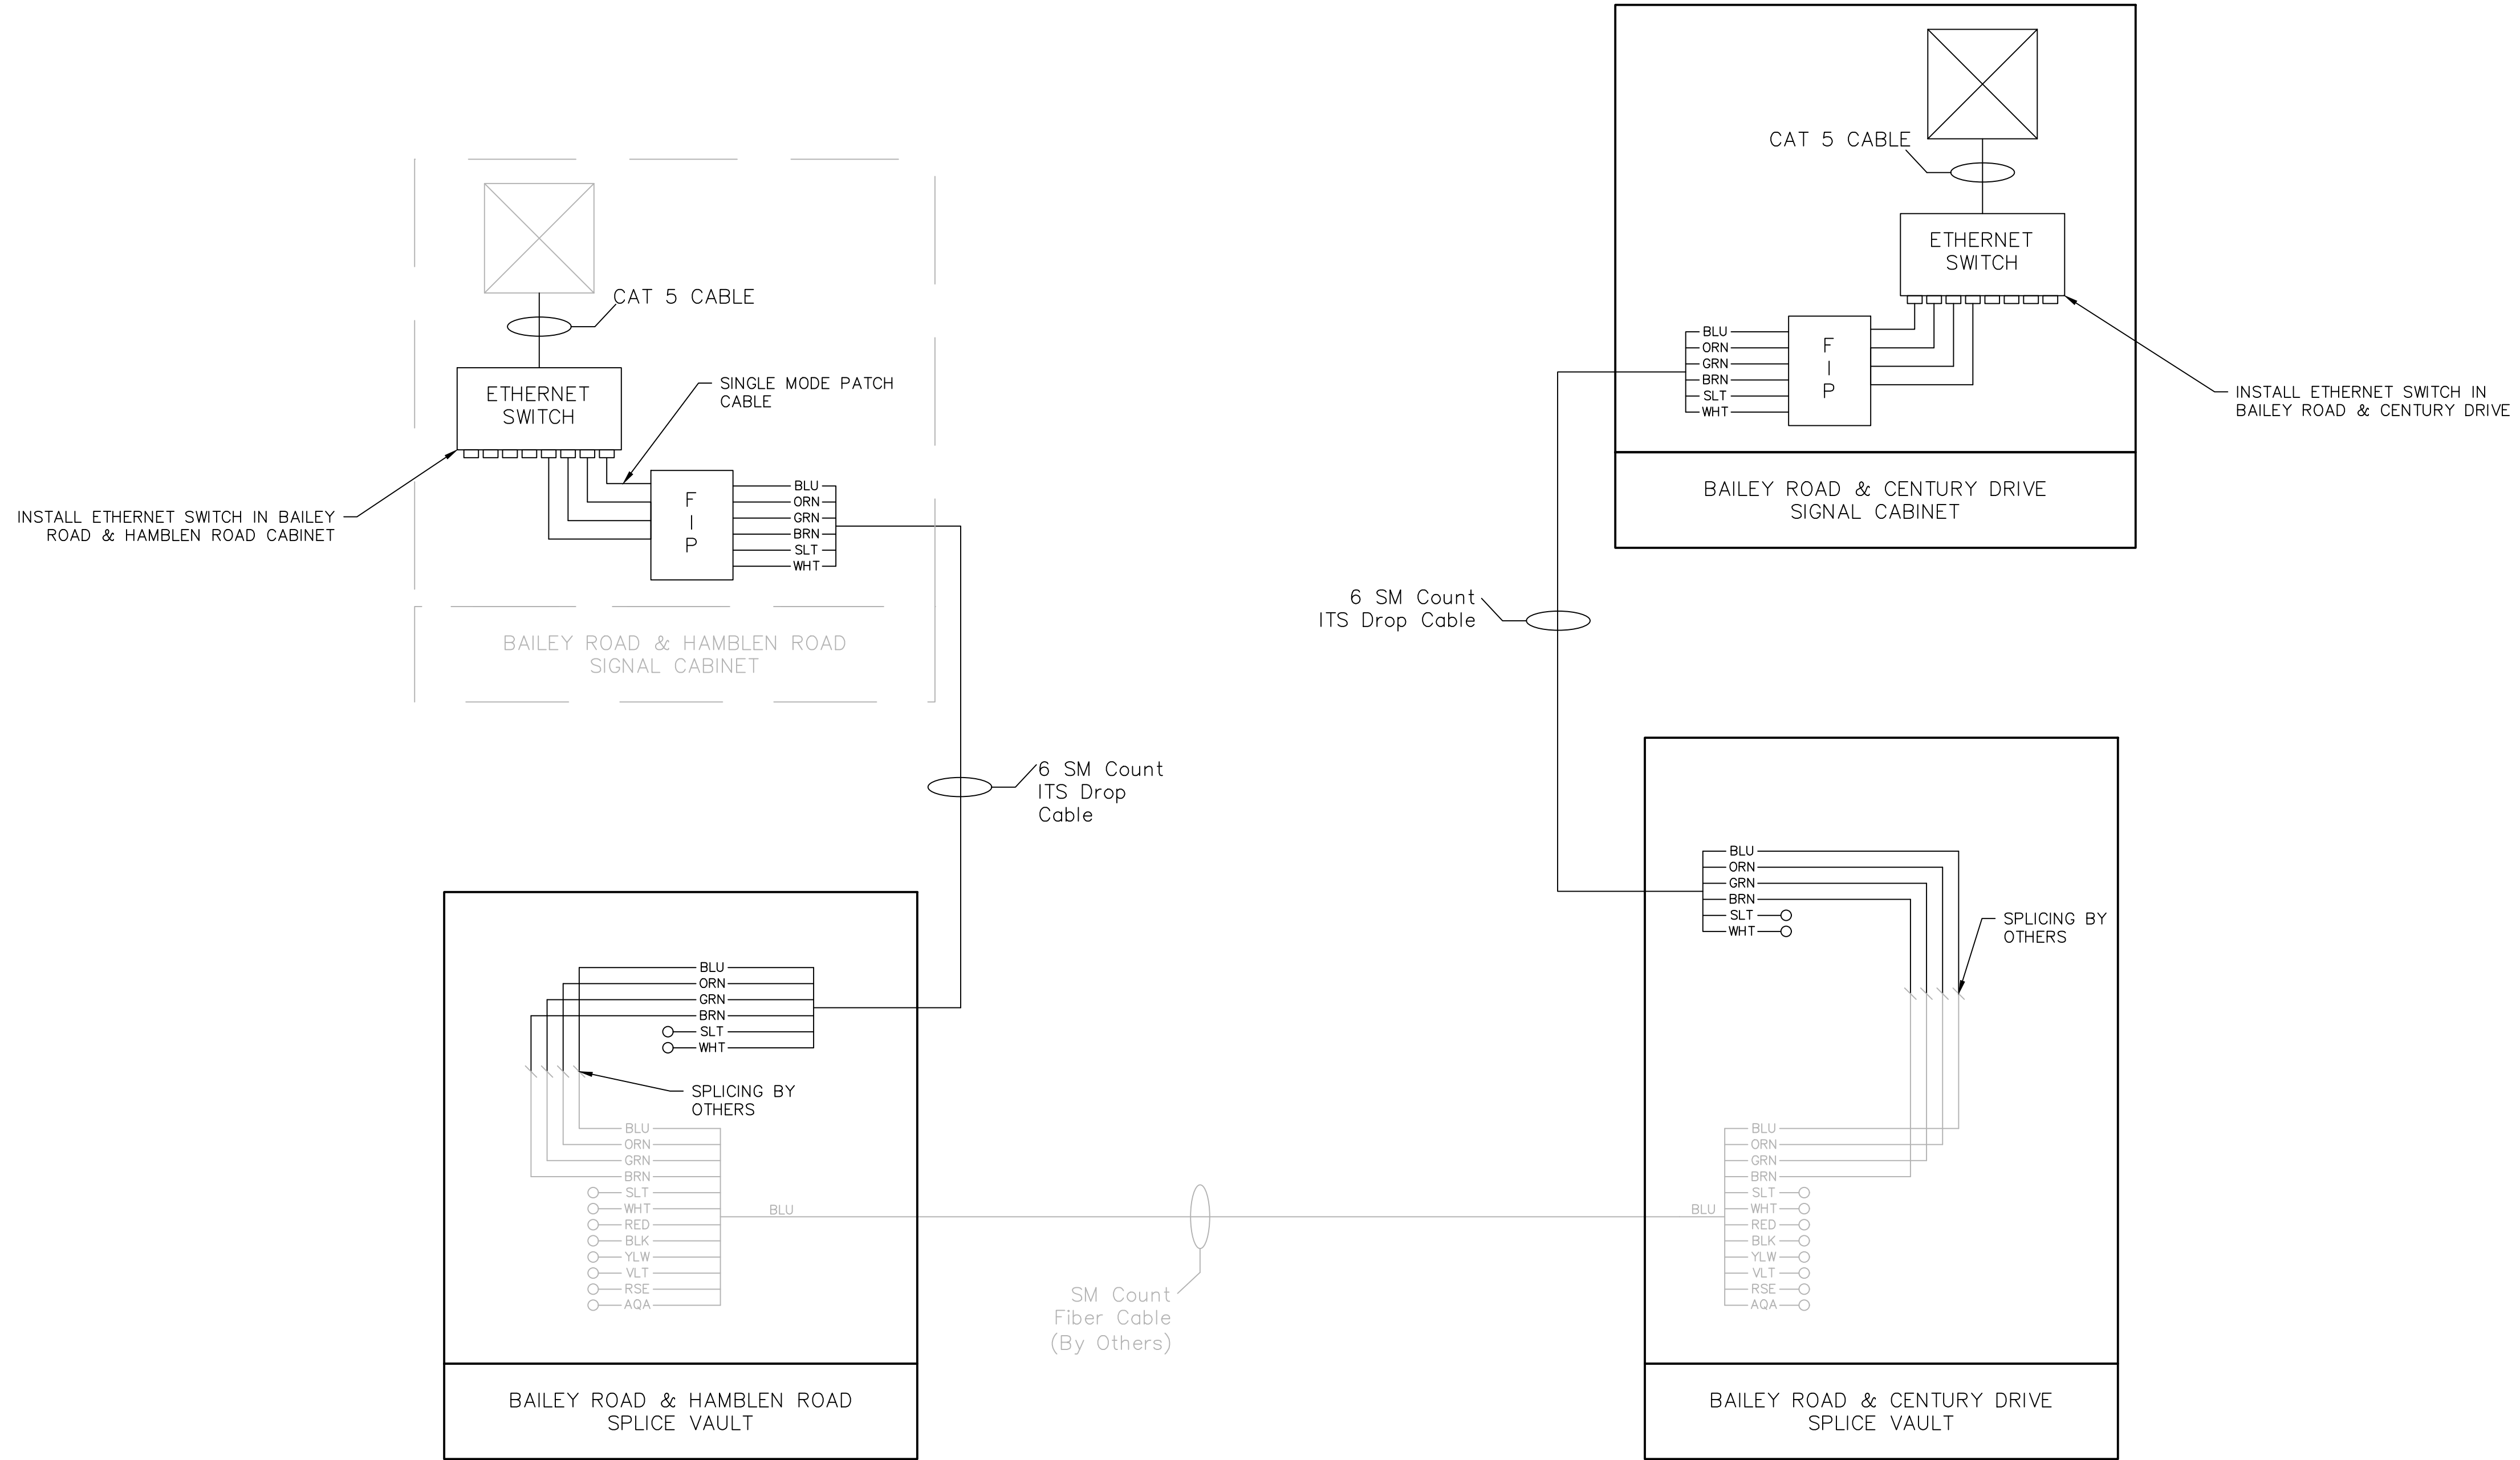 CAT 5 CABLE
ETHERNET
SWITCH
SINGLE MODE PATCH
CABLE
INSTALL ETHERNET SWITCH IN BAILEY
ROAD & HAMBLEN ROAD CABINET
F
I
P
BLU
ORN
GRN
BRN
SLT
WHT
BAILEY ROAD & HAMBLEN ROAD
SIGNAL CABINET
6 SM Count
ITS Drop
Cable
BLU
ORN
GRN
BRN
SLT
WHT
SPLICING BY
OTHERS
BLU
ORN
GRN
BRN
SLT
WHT
RED
BLK
YLW
VLT
RSE
AQA
BLU
BAILEY ROAD & HAMBLEN ROAD
SPLICE VAULT
SM Count
Fiber Cable
(By Others)
CAT 5 CABLE
ETHERNET
SWITCH
BLU
ORN
GRN
BRN
SLT
WHT
F
I
P
INSTALL ETHERNET SWITCH IN
BAILEY ROAD & CENTURY DRIVE
BAILEY ROAD & CENTURY DRIVE
SIGNAL CABINET
6 SM Count
ITS Drop Cable
BLU
ORN
GRN
BRN
SLT
WHT
SPLICING BY
OTHERS
BLU
BLU
ORN
GRN
BRN
SLT
WHT
RED
BLK
YLW
VLT
RSE
AQA
BAILEY ROAD & CENTURY DRIVE
SPLICE VAULT